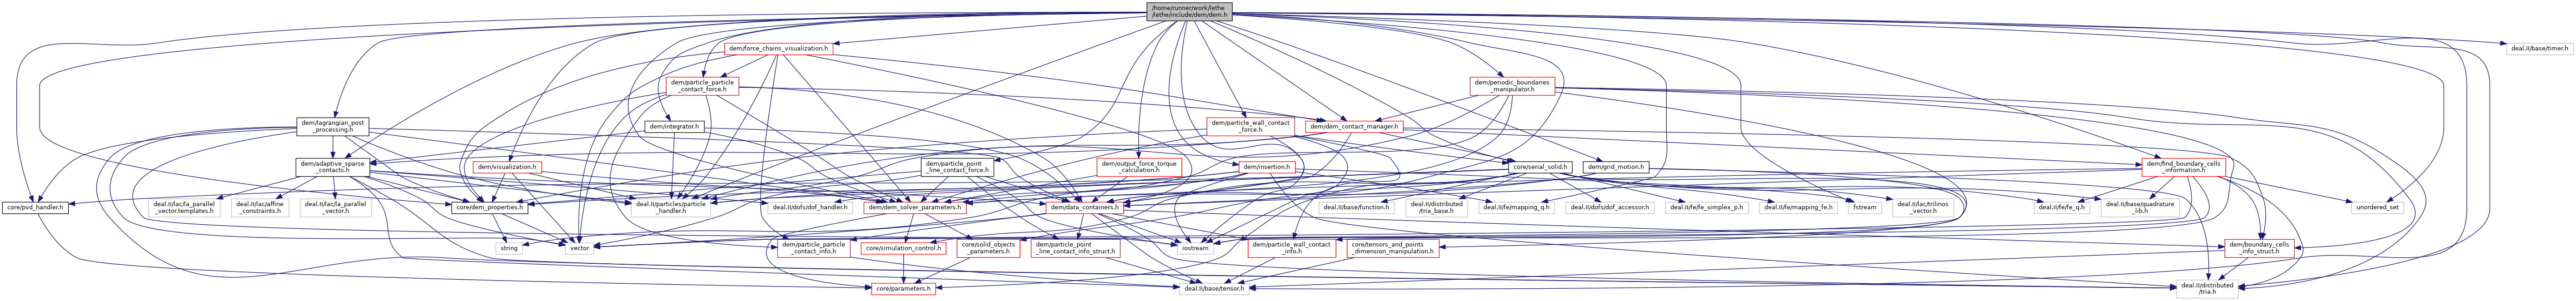 /home/runner/work/lethe
/lethe/include/dem/dem.h
dem/force_chains_visualization.h
deal.II/base/timer.h
dem/particle_particle
_contact_force.h
dem/periodic_boundaries
_manipulator.h
dem/lagrangian_post
_processing.h
dem/integrator.h
dem/particle_wall_contact
_force.h
dem/dem_contact_manager.h
dem/adaptive_sparse
_contacts.h
dem/visualization.h
dem/particle_point
_line_contact_force.h
dem/output_force_torque
_calculation.h
dem/insertion.h
core/serial_solid.h
dem/grid_motion.h
dem/find_boundary_cells
_information.h
core/pvd_handler.h
deal.II/lac/la_parallel
_vector.templates.h
deal.II/lac/affine
_constraints.h
deal.II/lac/la_parallel
_vector.h
core/dem_properties.h
deal.II/particles/particle
_handler.h
deal.II/dofs/dof_handler.h
dem/dem_solver_parameters.h
dem/data_containers.h
deal.II/base/function.h
deal.II/distributed
/tria_base.h
deal.II/fe/mapping_q.h
deal.II/dofs/dof_accessor.h
deal.II/fe/fe_simplex_p.h
deal.II/fe/mapping_fe.h
fstream
deal.II/lac/trilinos
_vector.h
deal.II/fe/fe_q.h
deal.II/base/quadrature
_lib.h
unordered_set
string
vector
dem/particle_particle
_contact_info.h
core/simulation_control.h
core/solid_objects
_parameters.h
dem/particle_point
_line_contact_info_struct.h
iostream
dem/particle_wall_contact
_info.h
core/tensors_and_points
_dimension_manipulation.h
dem/boundary_cells
_info_struct.h
core/parameters.h
deal.II/base/tensor.h
deal.II/distributed
/tria.h